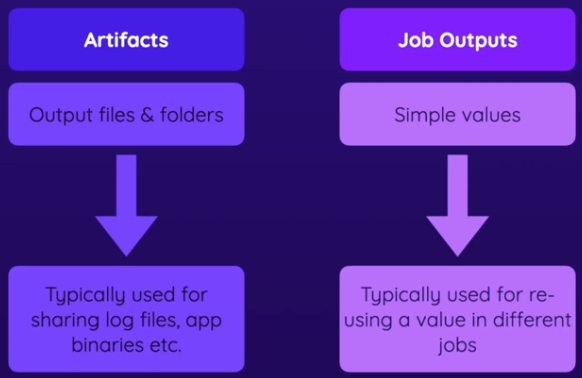 Artifacts
Output files & folders
Typically used for
sharing log files, app
binaries etc.
Job Outputs
Simple values
Typically used for re-
using a value in different
jobs